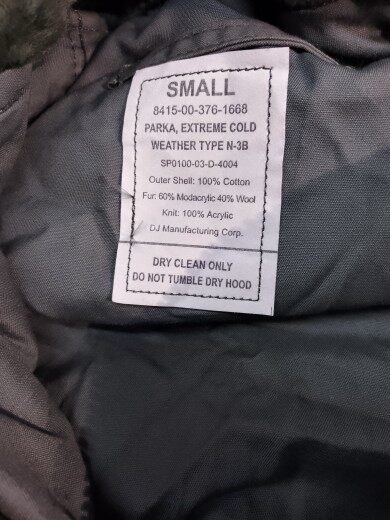 SMALL
8415-00-376-1668
PARKA, EXTREME COLD
WEATHER TYPE N-3B
SP0100-03-D-4004
Outer Shell: 100% Cotton
Fur: 60% Modacrylic 40% Wool
Knit: 100% Acrylic
DJ Manufacturing Corp.
DRY CLEAN ONLY
DO NOT TUMBLE DRY HOOD